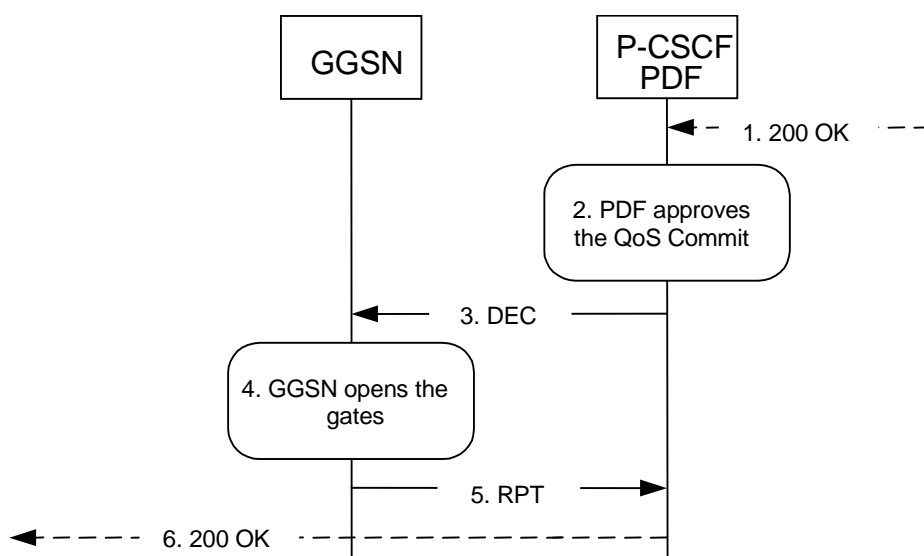 GGSN
P-CSCF
PDF
1. 200 OK
2. PDF approves
the QoS Commit
3. DEC
4. GGSN opens the
gates
5. RPT
6. 200 OK